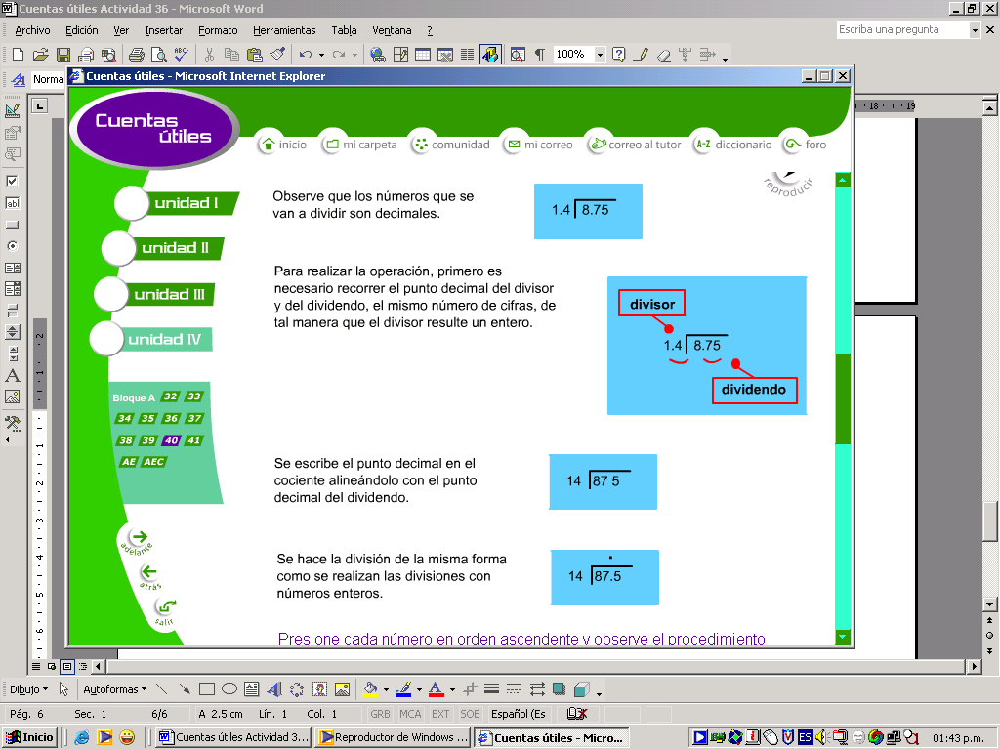 Cuentas útiles Actividad 36 - Microsoft Word
Archivo Edición Ver Insertar Formato Herramientas Tabla Ventana ?
Escriba una pregunta
100%
Norma
Cuentas útiles - Microsoft Internet Explorer
Cuentas
útiles
inicio mi carpeta comunidad mi correo correo al tutor A-Z diccionario foro
reproducir
unidad I
unidad II
unidad III
unidad IV
Bloque A 32 33
34 35 36 37
38 39 40 41
AE AEC
adelante
atrás
salir
Observe que los números que se
van a dividir son decimales.
1.4 8.75
Para realizar la operación, primero es
necesario recorrer el punto decimal del divisor
y del dividendo, el mismo número de cifras, de
tal manera que el divisor resulte un entero.
divisor
1.4 8.75
dividendo
Se escribe el punto decimal en el
cociente alineándolo con el punto
decimal del dividendo.
14 87 5
Se hace la división de la misma forma
como se realizan las divisiones con
números enteros.
14 87.5
Presione cada número en orden ascendente y observe el procedimiento
Dibujo Autoformas
Pág. 6 Sec. 1 6/6 A 2.5 cm Lín. 1 Col. 1 GRB MCA EXT SOB Español (Es
Inicio Cuentas útiles Actividad 3... Reproductor de Windows ... Cuentas útiles - Micro... ES 01:43 p.m.